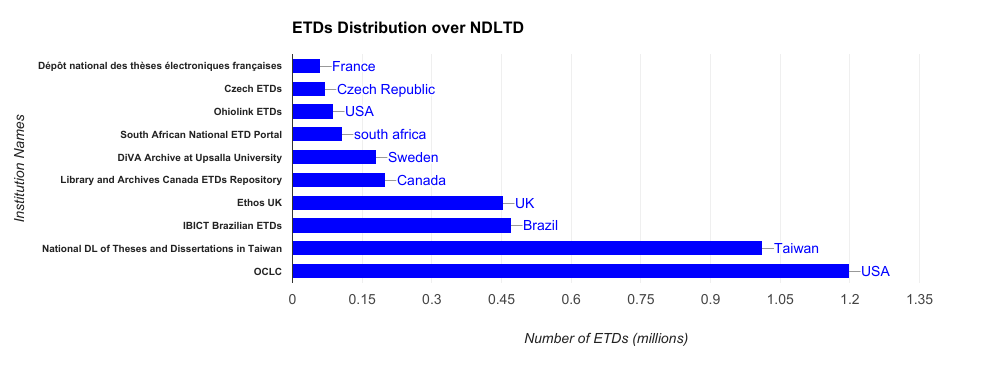 ETDs Distribution over NDLTD
Institution Names
Dépôt national des thèses électroniques françaises France
Czech ETDs Czech Republic
Ohiolink ETDs USA
South African National ETD Portal south africa
DiVA Archive at Upsalla University Sweden
Library and Archives Canada ETDs Repository Canada
Ethos UK UK
IBICT Brazilian ETDs Brazil
National DL of Theses and Dissertations in Taiwan Taiwan
OCLC USA
0 0.15 0.3 0.45 0.6 0.75 0.9 1.05 1.2 1.35
Number of ETDs (millions)